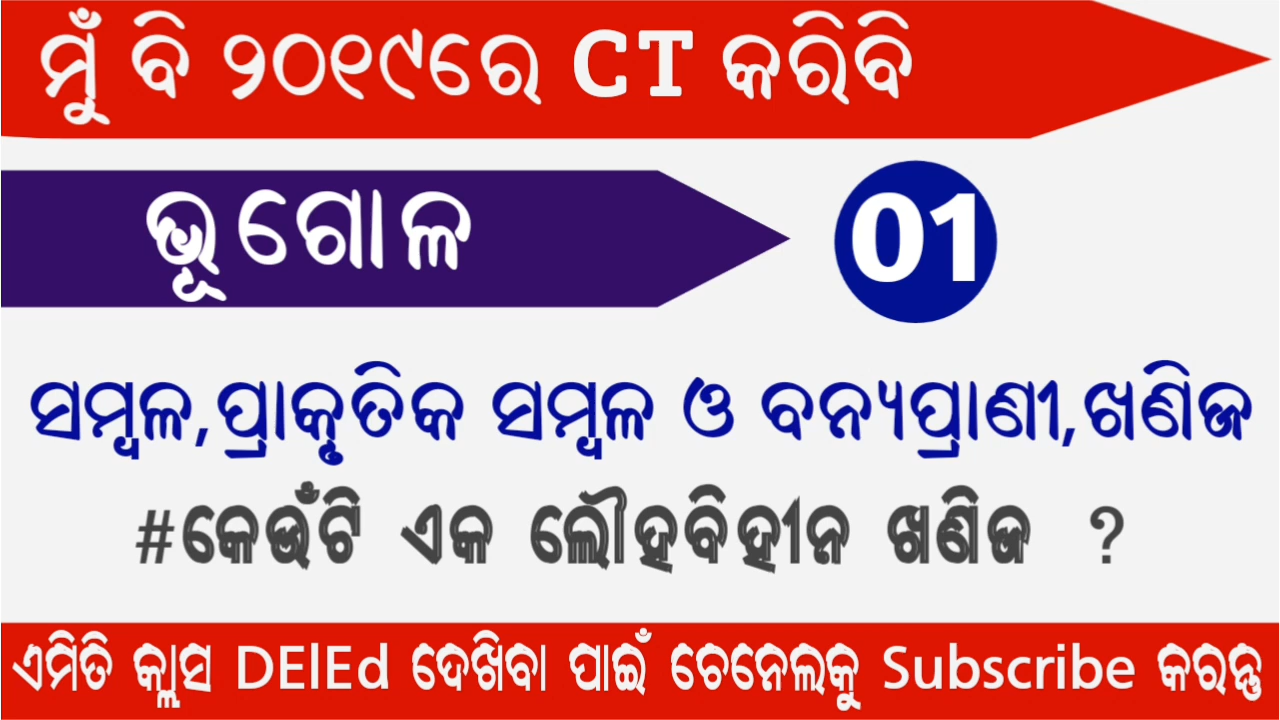 ମୁଁ ବି ୨୦୧୯ରେ CT କରିବି
ଭୂଗୋଳ
01
ସମ୍ବଳ,ପ୍ରାକୃତିକ ସମ୍ବଳ ଓ ବନ୍ୟପ୍ରାଣୀ,ଖଣିଜ
#କେଉଁଟି ଏକ ଲୌହବିହୀନ ଖଣିଜ ?
ଏମିତି କ୍ଲାସ DElEd ଦେଖିବା ପାଇଁ ଚେନେଲକୁ Subscribe କରନ୍ତୁ